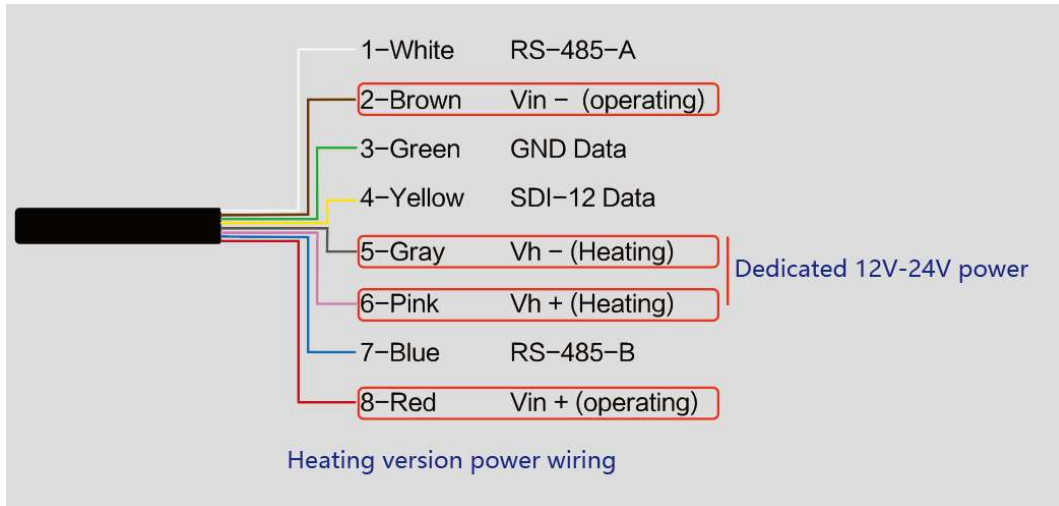 1-White RS-485-A
2-Brown Vin - (operating)
3-Green GND Data
4-Yellow SDI-12 Data
5-Gray Vh - (Heating)
Dedicated 12V-24V power
6-Pink Vh + (Heating)
7-Blue RS-485-B
8-Red Vin + (operating)
Heating version power wiring